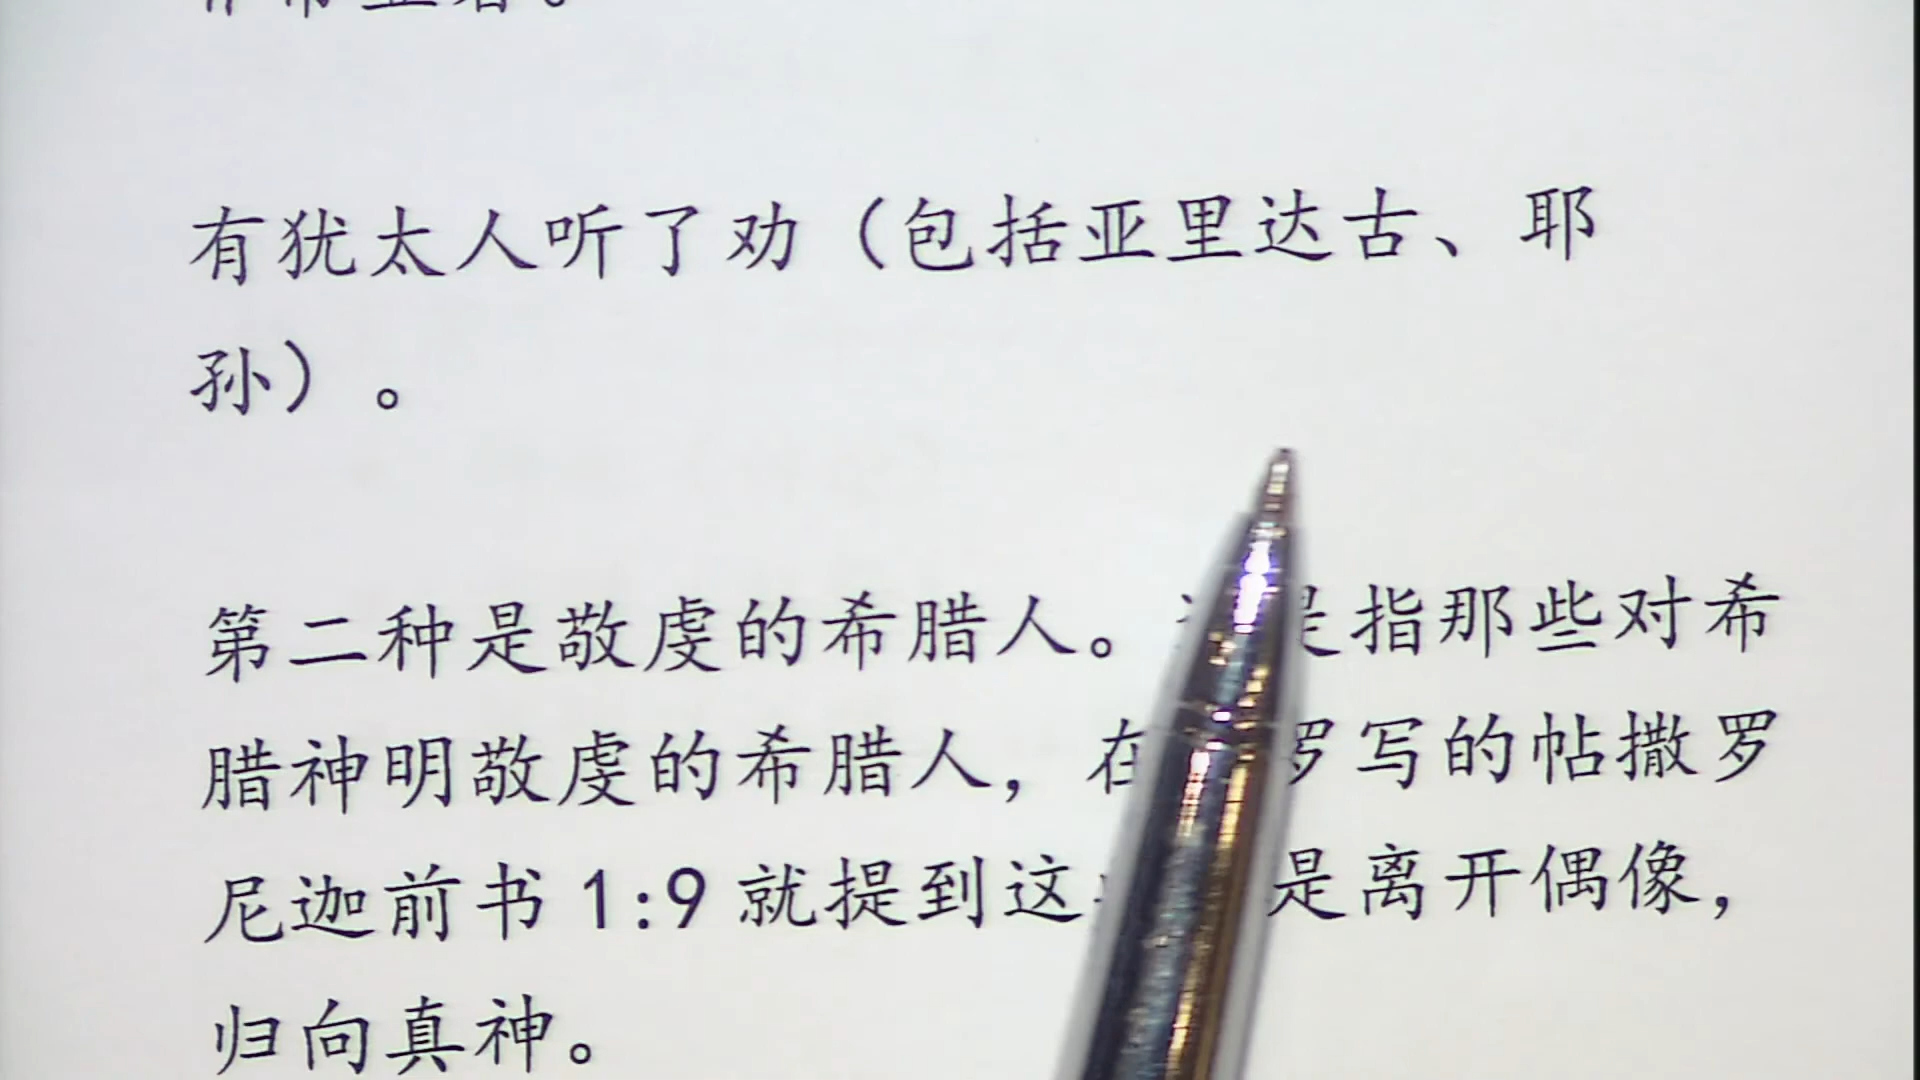 有犹太人听了劝（包括亚里达古、耶
孙）。
第二种是敬虔的希腊人。是指那些对希
腊神明敬虔的希腊人，在罗写的帖撒罗
尼迦前书 1:9 就提到这是离开偶像，
归向真神。